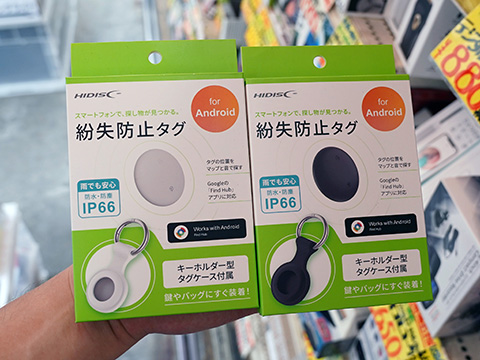 HIDISC
スマートフォンで、探し物が見つかる。
for
Android
紛失防止タグ
タグの位置を
マップと音で探す
Googleの
「Find Hub」
アプリに対応
雨でも安心
防水・防塵
IP66
Works with Android
Find Hub
キーホルダー型
タグケース付属
鍵やバッグにすぐ装着!
HIDISC
スマートフォンで、探し物が見つかる。
for
Android
紛失防止タグ
タグの位置を
マップと音で探す
Googleの
「Find Hub」
アプリに対応
雨でも安心
防水・防塵
IP66
Works with Android
Find Hub
キーホルダー型
タグケース付属
鍵やバッグにすぐ装着!